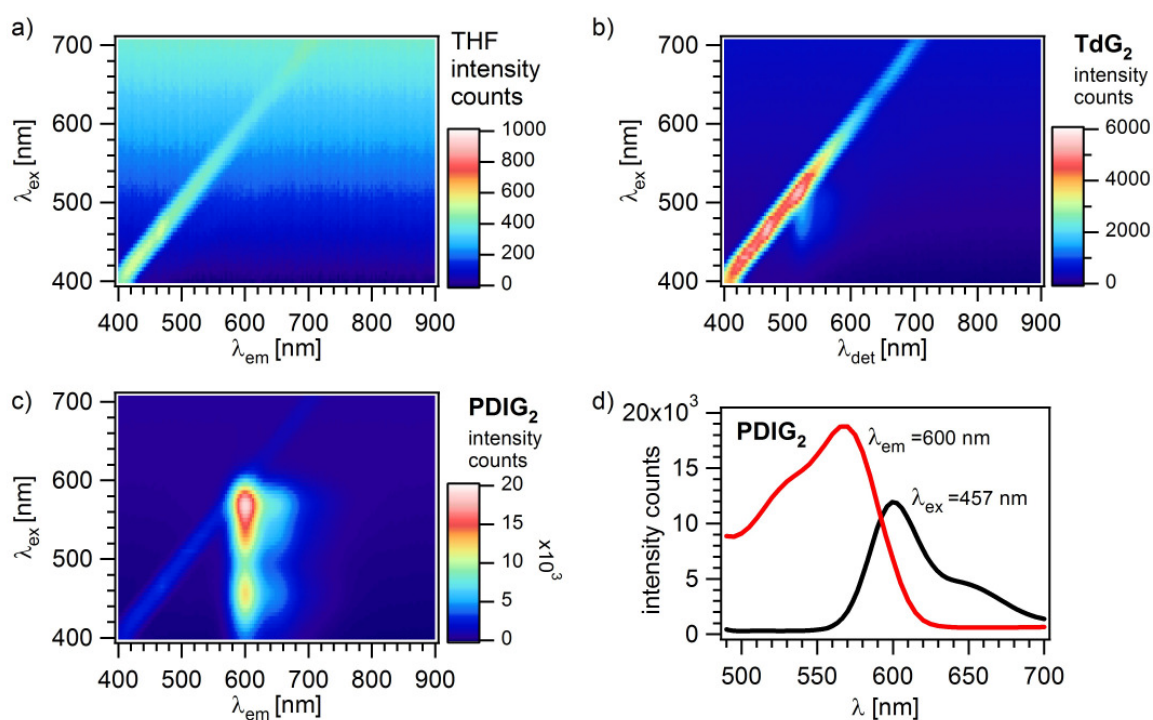 a)
THF
intensity
counts
700
600
500
400
λex [nm]
1000
800
600
400
200
0
400 500 600 700 800 900
λem [nm]
b)
TdG2
intensity
counts
700
600
500
400
λex [nm]
6000
4000
2000
0
400 500 600 700 800 900
λdet [nm]
c)
PDIG2
intensity
counts
700
600
500
400
λex [nm]
20
15
10
5
0
x10³
400 500 600 700 800 900
λem [nm]
d)
20x10³
15
10
5
0
intensity counts
PDIG2
λem =600 nm
λex =457 nm
500 550 600 650 700
λ [nm]